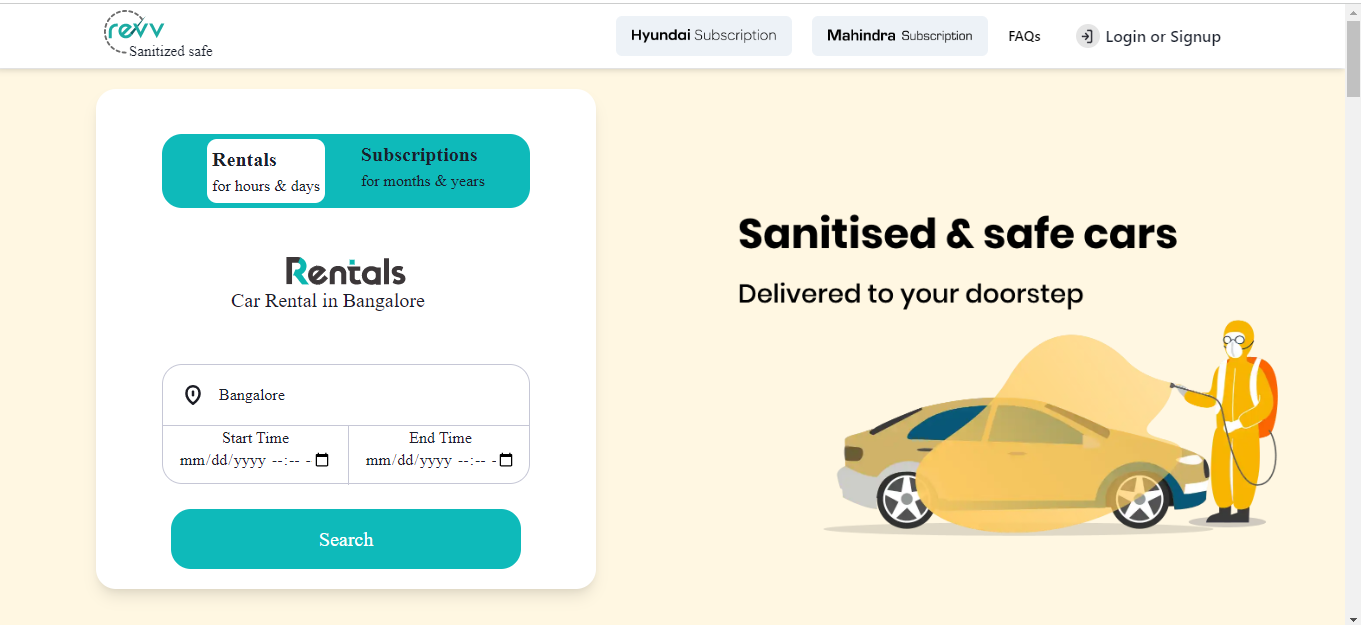 revv
Sanitized safe
Hyundai Subscription
Mahindra Subscription
FAQs
Login or Signup
Rentals
for hours & days
Subscriptions
for months & years
Rentals
Car Rental in Bangalore
Bangalore
Start Time
mm/dd/yyyy --:-- -
End Time
mm/dd/yyyy --:-- -
Search
Sanitised & safe cars
Delivered to your doorstep